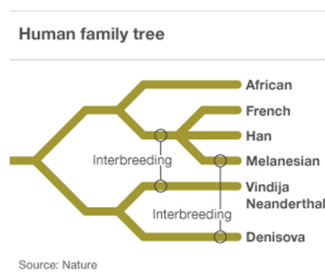 Human family tree
African
French
Han
Interbreeding
Melanesian
Vindija
Neanderthal
Interbreeding
Denisova
Source: Nature